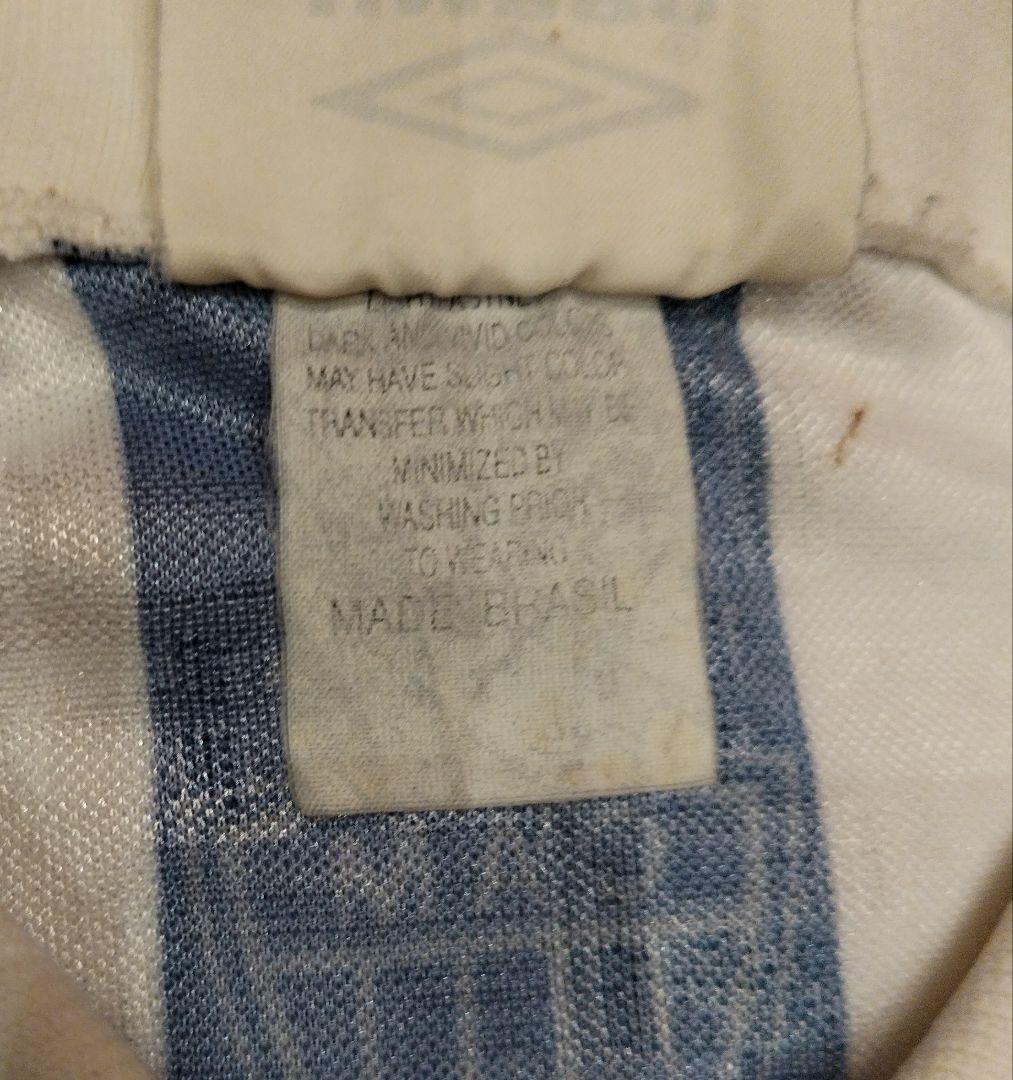 DARK AND VIVID COLORS
MAY HAVE SLIGHT COLOR
TRANSFER WHICH MAY BE
MINIMIZED BY
WASHING PRIOR
TO WEARING
MADE BRASIL